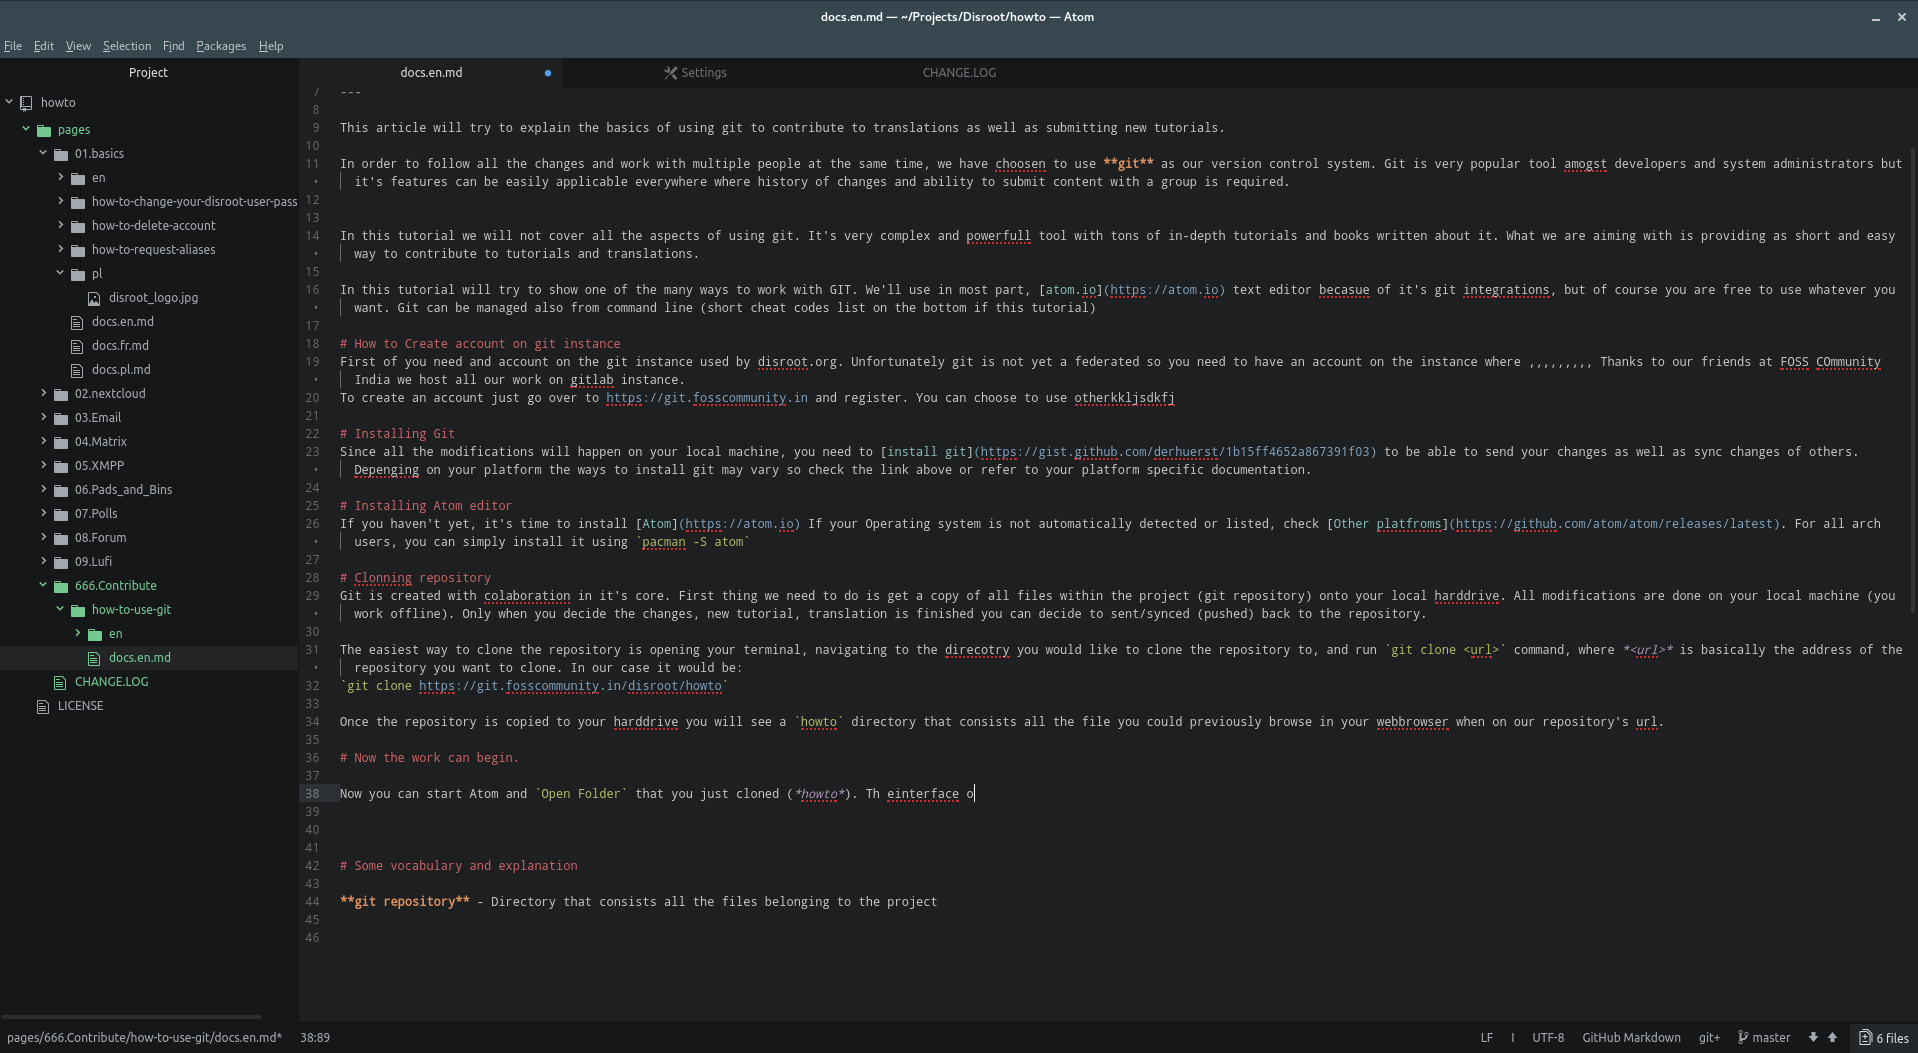 docs.en.md — ~/Projects/Disroot/howto — Atom
File Edit View Selection Find Packages Help
Project
docs.en.md
Settings
CHANGE.LOG
howto
pages
01.basics
en
how-to-change-your-disroot-user-pass
how-to-delete-account
how-to-request-aliases
pl
disroot_logo.jpg
docs.en.md
docs.fr.md
docs.pl.md
02.nextcloud
03.Email
04.Matrix
05.XMPP
06.Pads_and_Bins
07.Polls
08.Forum
09.Lufi
666.Contribute
how-to-use-git
en
docs.en.md
CHANGE.LOG
LICENSE
7 ---
8
9 This article will try to explain the basics of using git to contribute to translations as well as submitting new tutorials.
10
11 In order to follow all the changes and work with multiple people at the same time, we have choosen to use **git** as our version control system. Git is very popular tool amogst developers and system administrators but
• it's features can be easily applicable everywhere where history of changes and ability to submit content with a group is required.
12
13
14 In this tutorial we will not cover all the aspects of using git. It's very complex and powerfull tool with tons of in-depth tutorials and books written about it. What we are aiming with is providing as short and easy
• way to contribute to tutorials and translations.
15
16 In this tutorial will try to show one of the many ways to work with GIT. We'll use in most part, [atom.io](https://atom.io) text editor becasue of it's git integrations, but of course you are free to use whatever you
• want. Git can be managed also from command line (short cheat codes list on the bottom if this tutorial)
17
18 # How to Create account on git instance
19 First of you need and account on the git instance used by disroot.org. Unfortunately git is not yet a federated so you need to have an account on the instance where ,,,,,,,,, Thanks to our friends at FOSS COmmunity
• India we host all our work on gitlab instance.
20 To create an account just go over to https://git.fosscommunity.in and register. You can choose to use otherkkljsdkfj
21
22 # Installing Git
23 Since all the modifications will happen on your local machine, you need to [install git](https://gist.github.com/derhuerst/1b15ff4652a867391f03) to be able to send your changes as well as sync changes of others.
• Depenging on your platform the ways to install git may vary so check the link above or refer to your platform specific documentation.
24
25 # Installing Atom editor
26 If you haven't yet, it's time to install [Atom](https://atom.io) If your Operating system is not automatically detected or listed, check [Other platfroms](https://github.com/atom/atom/releases/latest). For all arch
• users, you can simply install it using `pacman -S atom`
27
28 # Clonning repository
29 Git is created with colaboration in it's core. First thing we need to do is get a copy of all files within the project (git repository) onto your local harddrive. All modifications are done on your local machine (you
• work offline). Only when you decide the changes, new tutorial, translation is finished you can decide to sent/synced (pushed) back to the repository.
30
31 The easiest way to clone the repository is opening your terminal, navigating to the direcotry you would like to clone the repository to, and run `git clone <url>` command, where *<url>* is basically the address of the
• repository you want to clone. In our case it would be:
32 `git clone https://git.fosscommunity.in/disroot/howto`
33
34 Once the repository is copied to your harddrive you will see a `howto` directory that consists all the file you could previously browse in your webbrowser when on our repository's url.
35
36 # Now the work can begin.
37
38 Now you can start Atom and `Open Folder` that you just cloned (*howto*). Th einterface o
39
40
41
42 # Some vocabulary and explanation
43
44 **git repository** - Directory that consists all the files belonging to the project
45
46
pages/666.Contribute/how-to-use-git/docs.en.md* 38:89 LF I UTF-8 GitHub Markdown git+ master 6 files